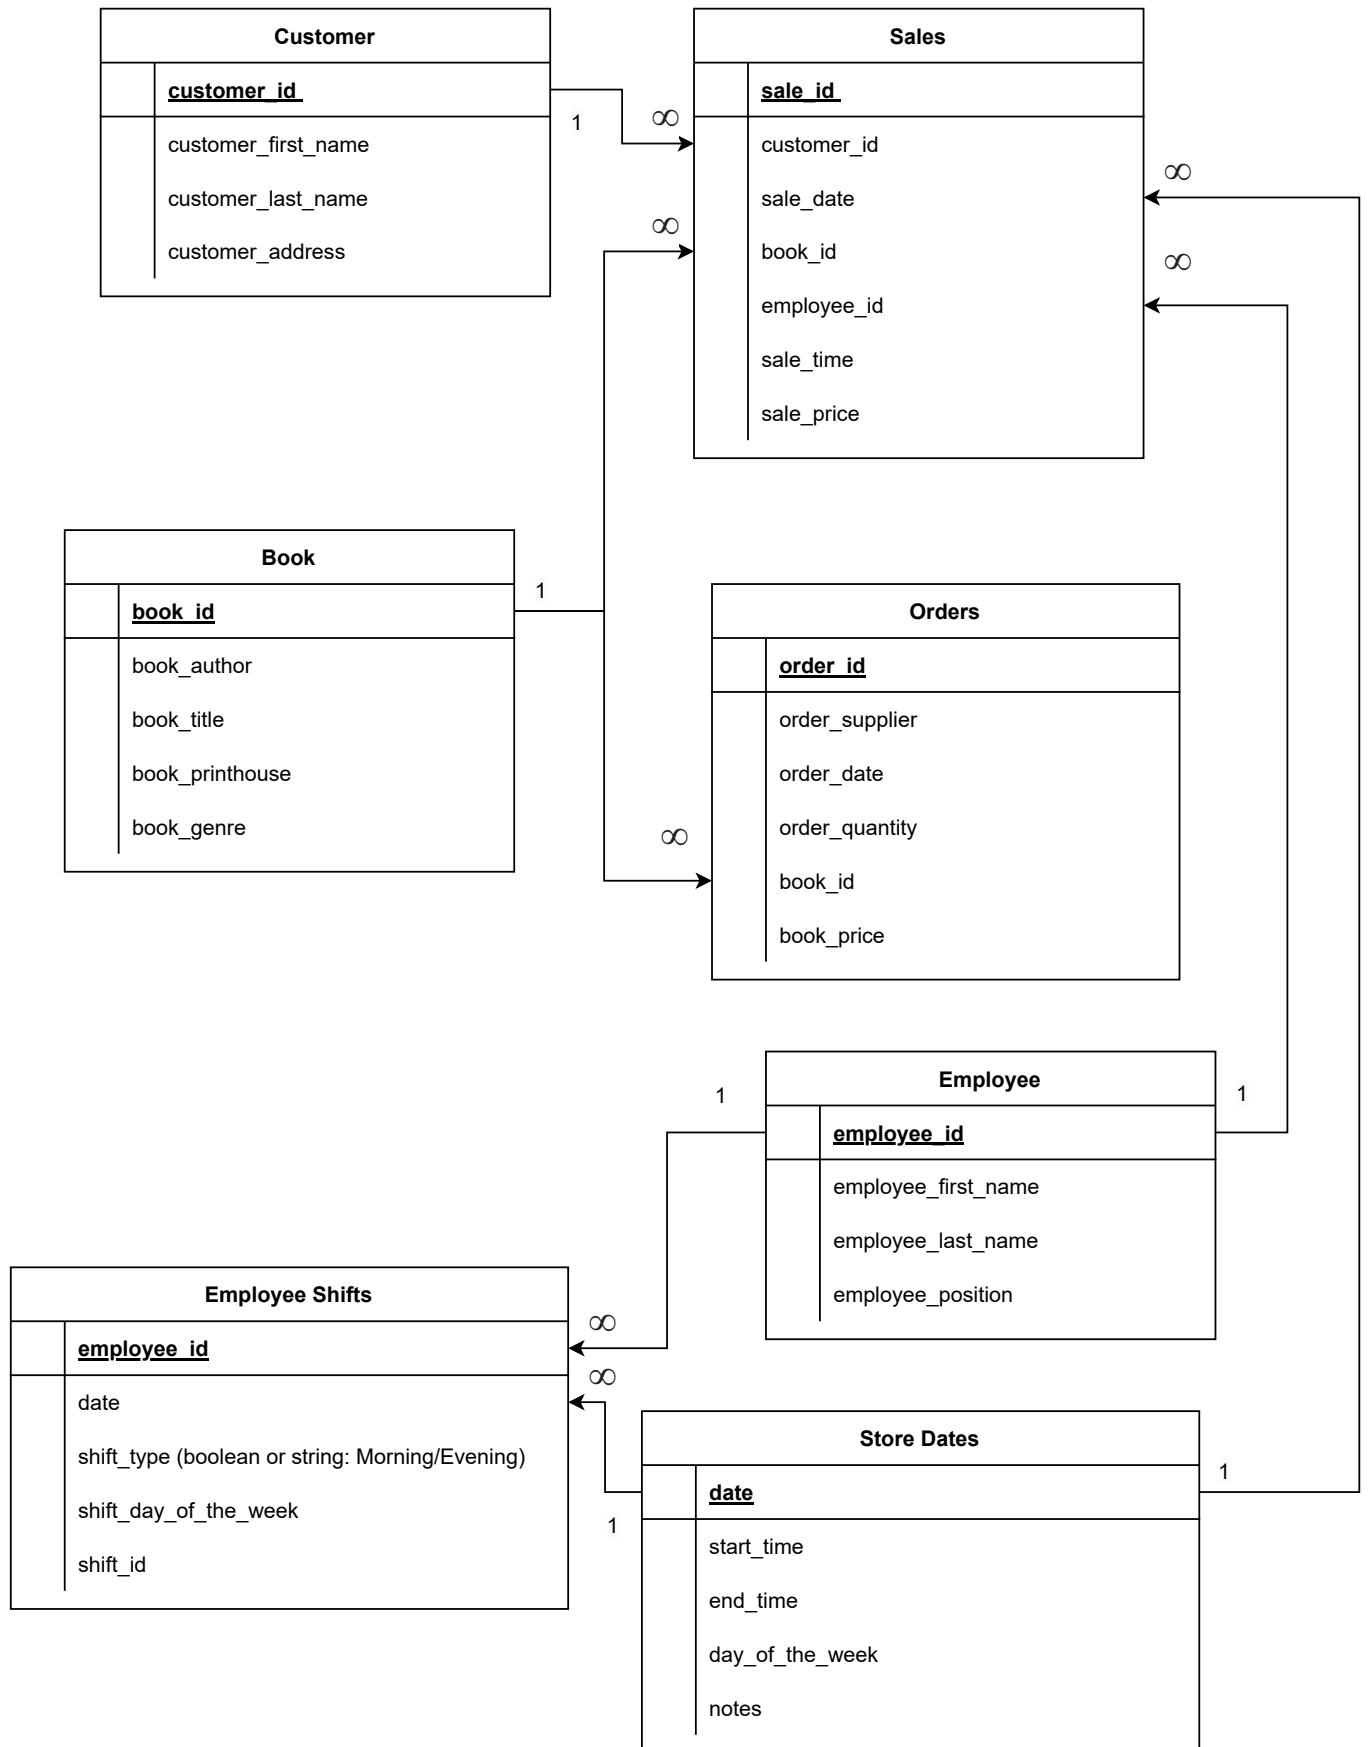 Customer
customer_id
customer_first_name
customer_last_name
customer_address
1
∞
Sales
sale_id
customer_id
sale_date
book_id
employee_id
sale_time
sale_price
∞
∞
∞
Book
book_id
book_author
book_title
book_printhouse
book_genre
1
∞
Orders
order_id
order_supplier
order_date
order_quantity
book_id
book_price
Employee
employee_id
employee_first_name
employee_last_name
employee_position
1
1
Employee Shifts
employee_id
date
shift_type (boolean or string: Morning/Evening)
shift_day_of_the_week
shift_id
∞
∞
Store Dates
date
start_time
end_time
day_of_the_week
notes
1
1